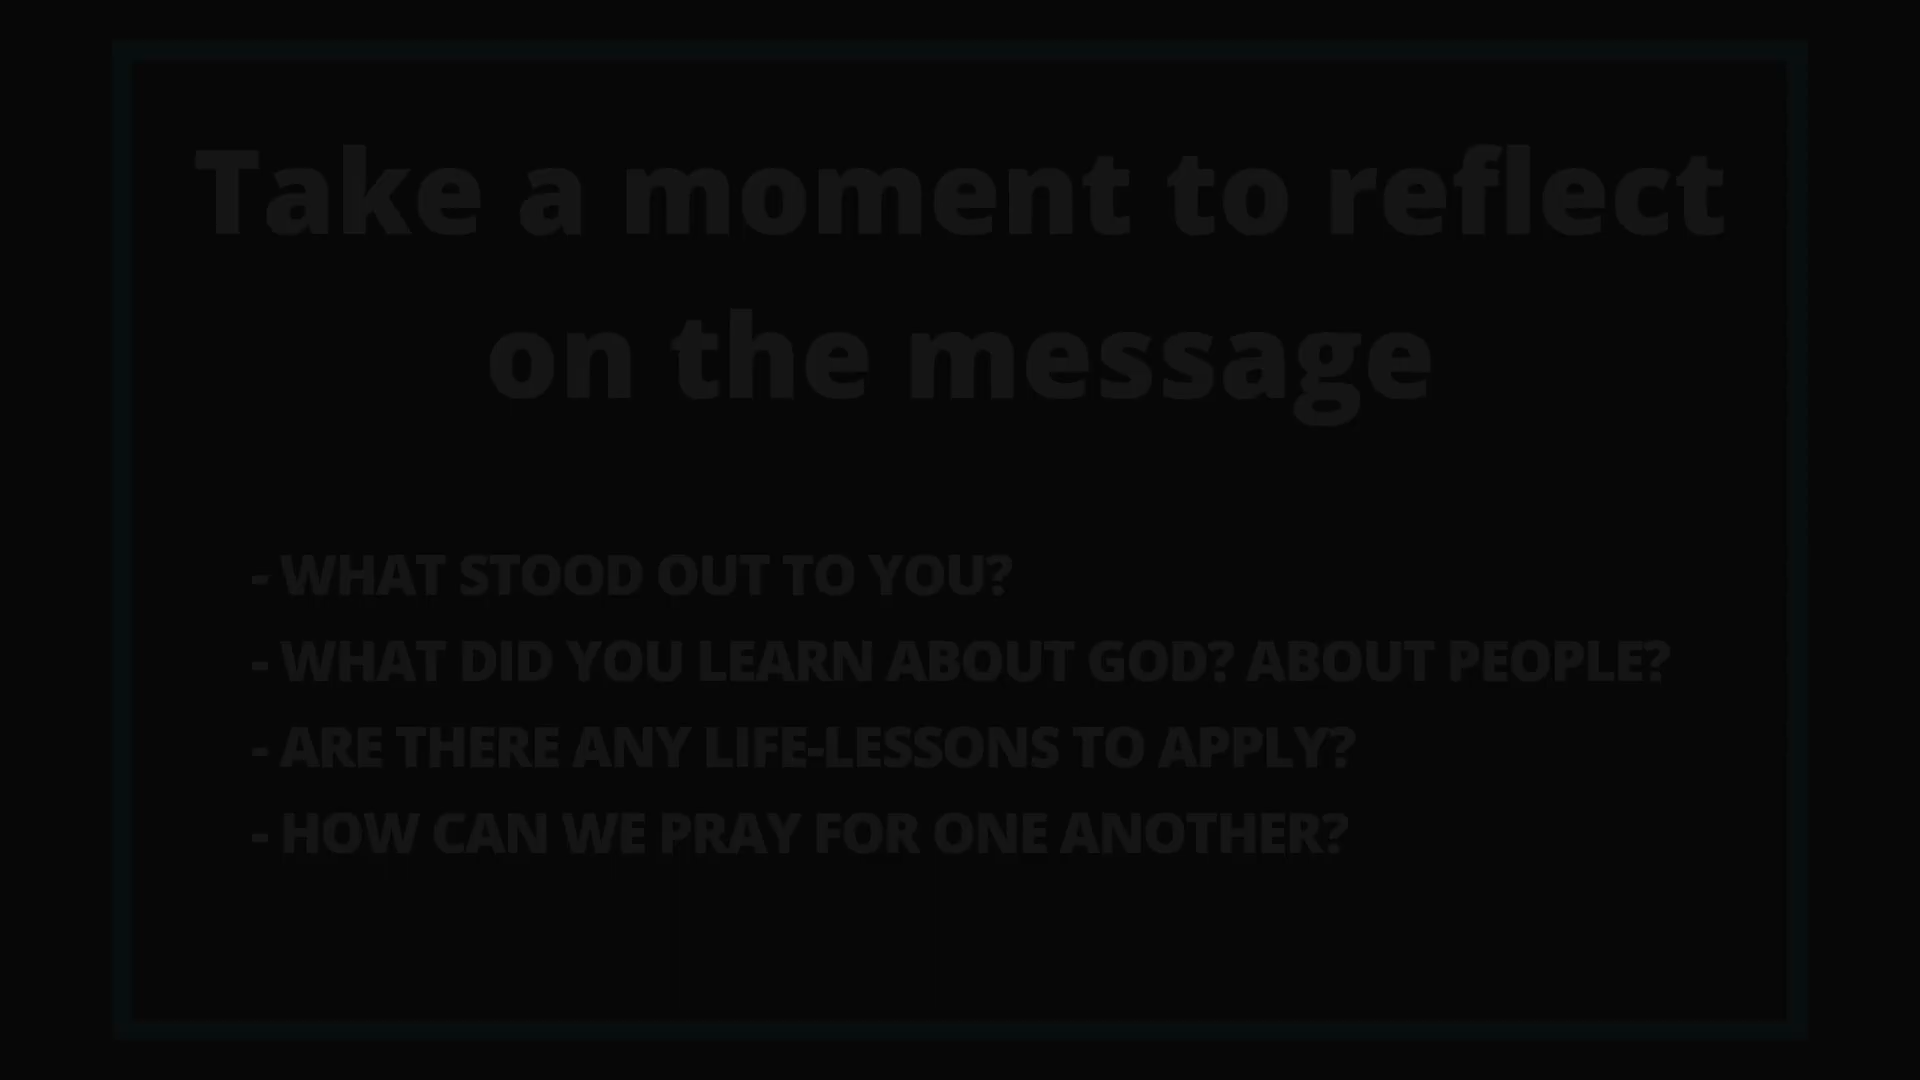 Take a moment to reflect
on the message
- WHAT STOOD OUT TO YOU?
- WHAT DID YOU LEARN ABOUT GOD? ABOUT PEOPLE?
- ARE THERE ANY LIFE-LESSONS TO APPLY?
- HOW CAN WE PRAY FOR ONE ANOTHER?